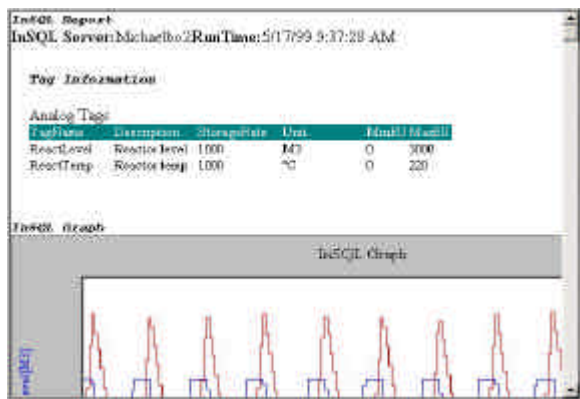 InSQL Report
InSQL Server:Michaelbo2RunTime:5/17/99 9:37:28 AM
Tag Information
Analog Tags
TagName Description StorageRate Unit MinEU MaxEU
ReactLevel Reactor level 1000 M3 0 3000
ReactTemp Reactor temp 1000 °C 0 220
InSQL Graph
InSQL Graph